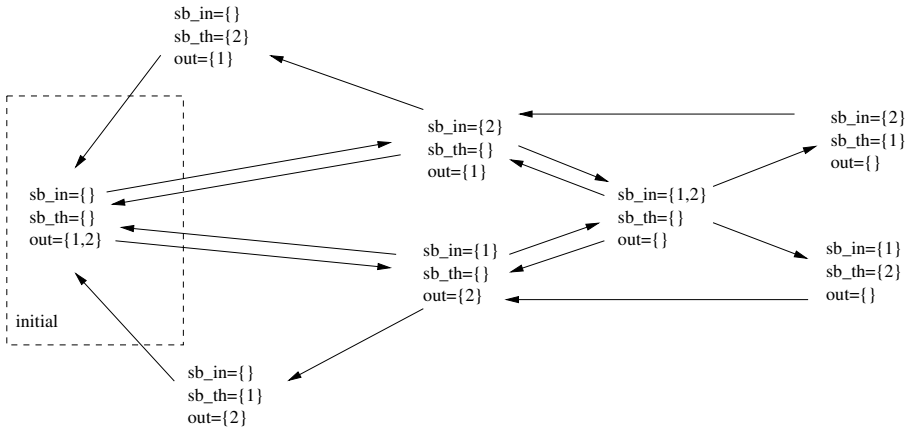 sb_in={}
sb_th={2}
out={1}
sb_in={2}
sb_th={}
out={1}
sb_in={2}
sb_th={1}
out={}
sb_in={}
sb_th={}
out={1,2}
initial
sb_in={1,2}
sb_th={}
out={}
sb_in={1}
sb_th={}
out={2}
sb_in={1}
sb_th={2}
out={}
sb_in={}
sb_th={1}
out={2}